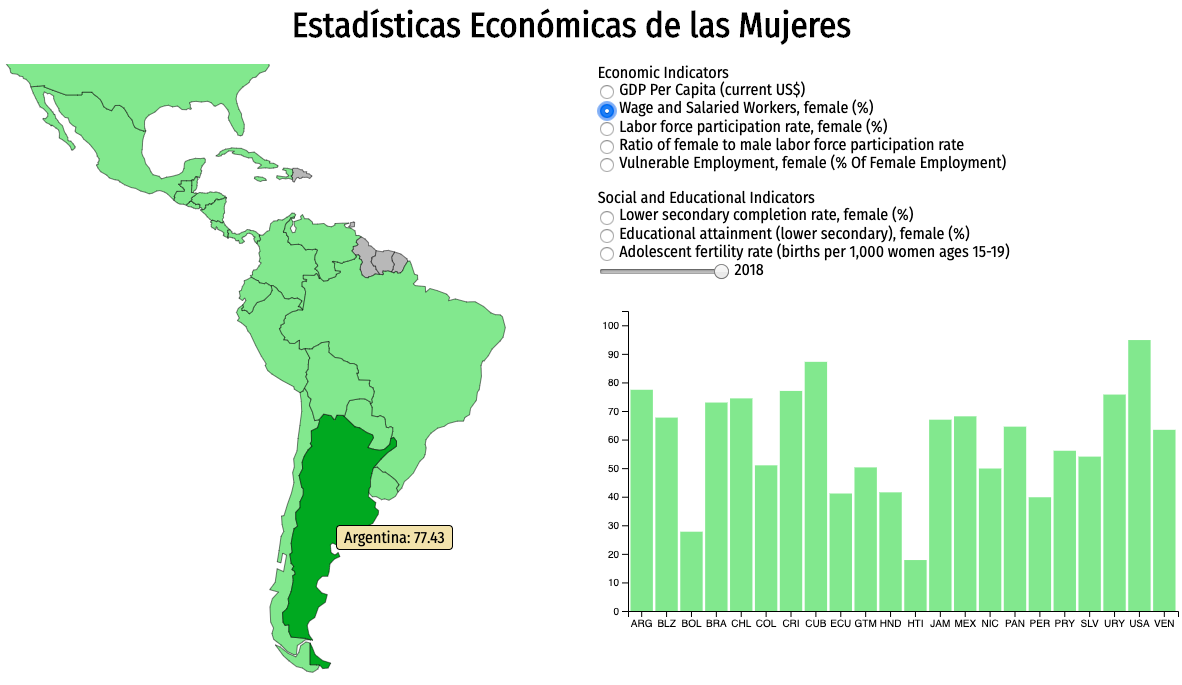 Estadísticas Económicas de las Mujeres
Economic Indicators
GDP Per Capita (current US$)
Wage and Salaried Workers, female (%)
Labor force participation rate, female (%)
Ratio of female to male labor force participation rate
Vulnerable Employment, female (% Of Female Employment)
Social and Educational Indicators
Lower secondary completion rate, female (%)
Educational attainment (lower secondary), female (%)
Adolescent fertility rate (births per 1,000 women ages 15-19)
2018
Argentina: 77.43
100
90
80
70
60
50
40
30
20
10
0
ARG BLZ BOL BRA CHL COL CRI CUB ECU GTM HND HTI JAM MEX NIC PAN PER PRY SLV URY USA VEN